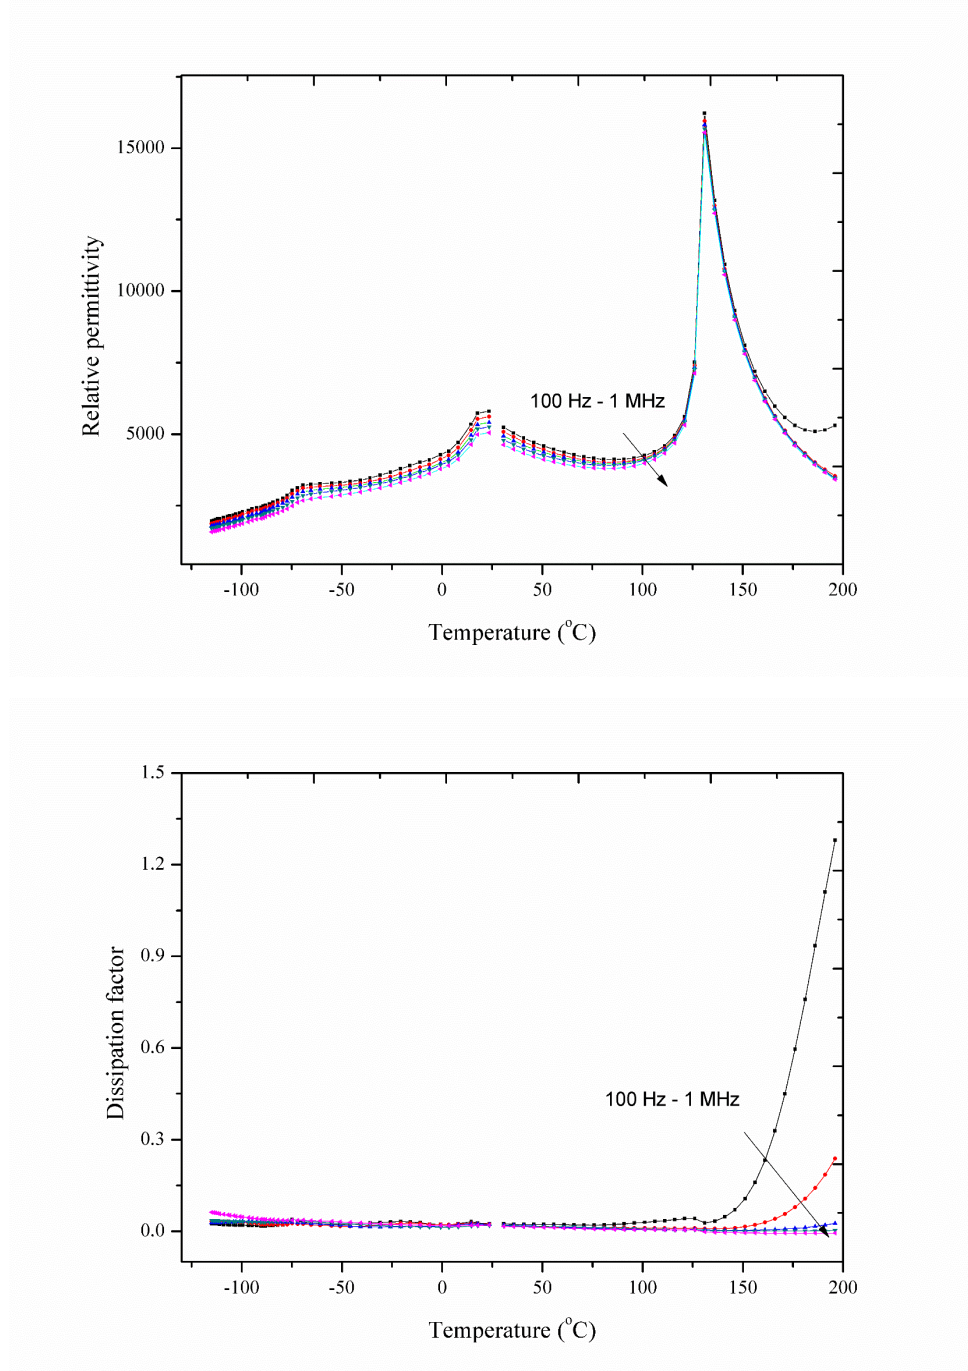 15000
10000
5000
Relative permittivity
100 Hz - 1 MHz
-100 -50 0 50 100 150 200
Temperature (°C)
1.5
1.2
0.9
0.6
0.3
0.0
Dissipation factor
100 Hz - 1 MHz
-100 -50 0 50 100 150 200
Temperature (°C)